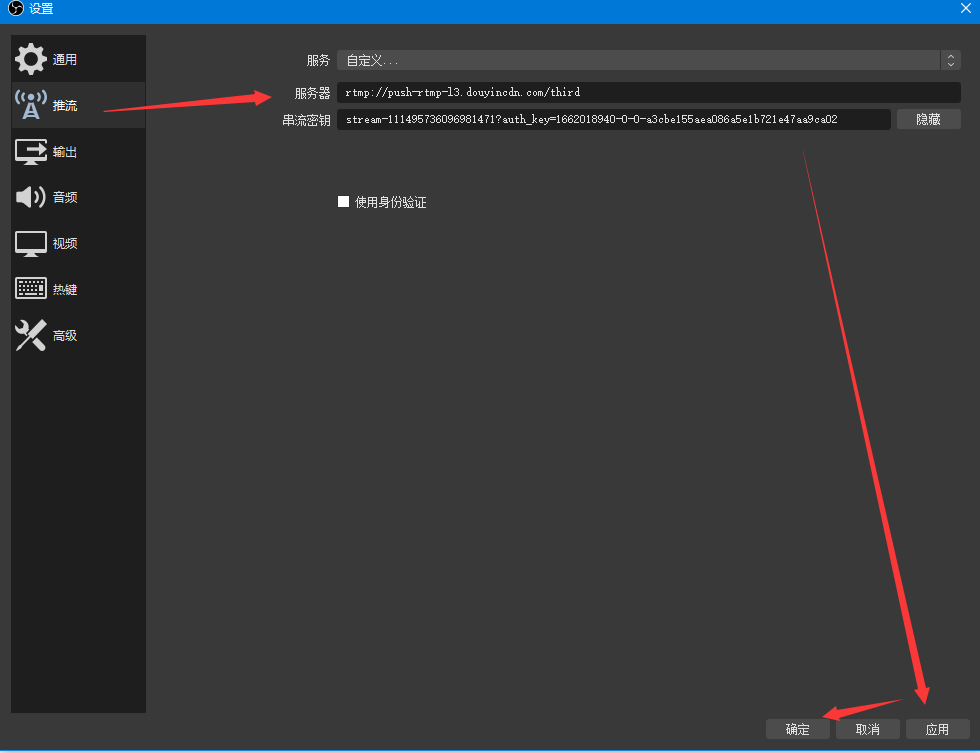 设置
通用
推流
输出
音频
视频
热键
高级
服务 自定义...
服务器 rtmp://push-rtmp-l3.douyincdn.com/third
串流密钥 stream-111495736096981471?auth_key=1662018940-0-0-a3cbe155aea086a5e1b721e47aa9ca02 隐藏
使用身份验证
确定 取消 应用